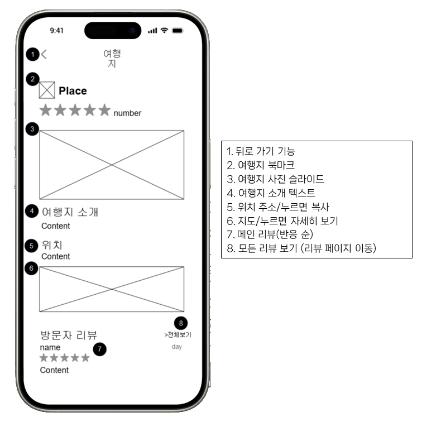 9:41
1
여행
지
2
Place
number
3
4 여행지 소개
Content
5 위치
6
8
방문자 리뷰 >전체보기
name 7 day
Content
1. 뒤로 가기 기능
2. 여행지 북마크
3. 여행지 사진 슬라이드
4. 여행지 소개 텍스트
5. 위치 주소/누르면 복사
6. 지도/누르면 자세히 보기
7. 메인 리뷰(반응 순)
8. 모든 리뷰 보기 (리뷰 페이지 이동)